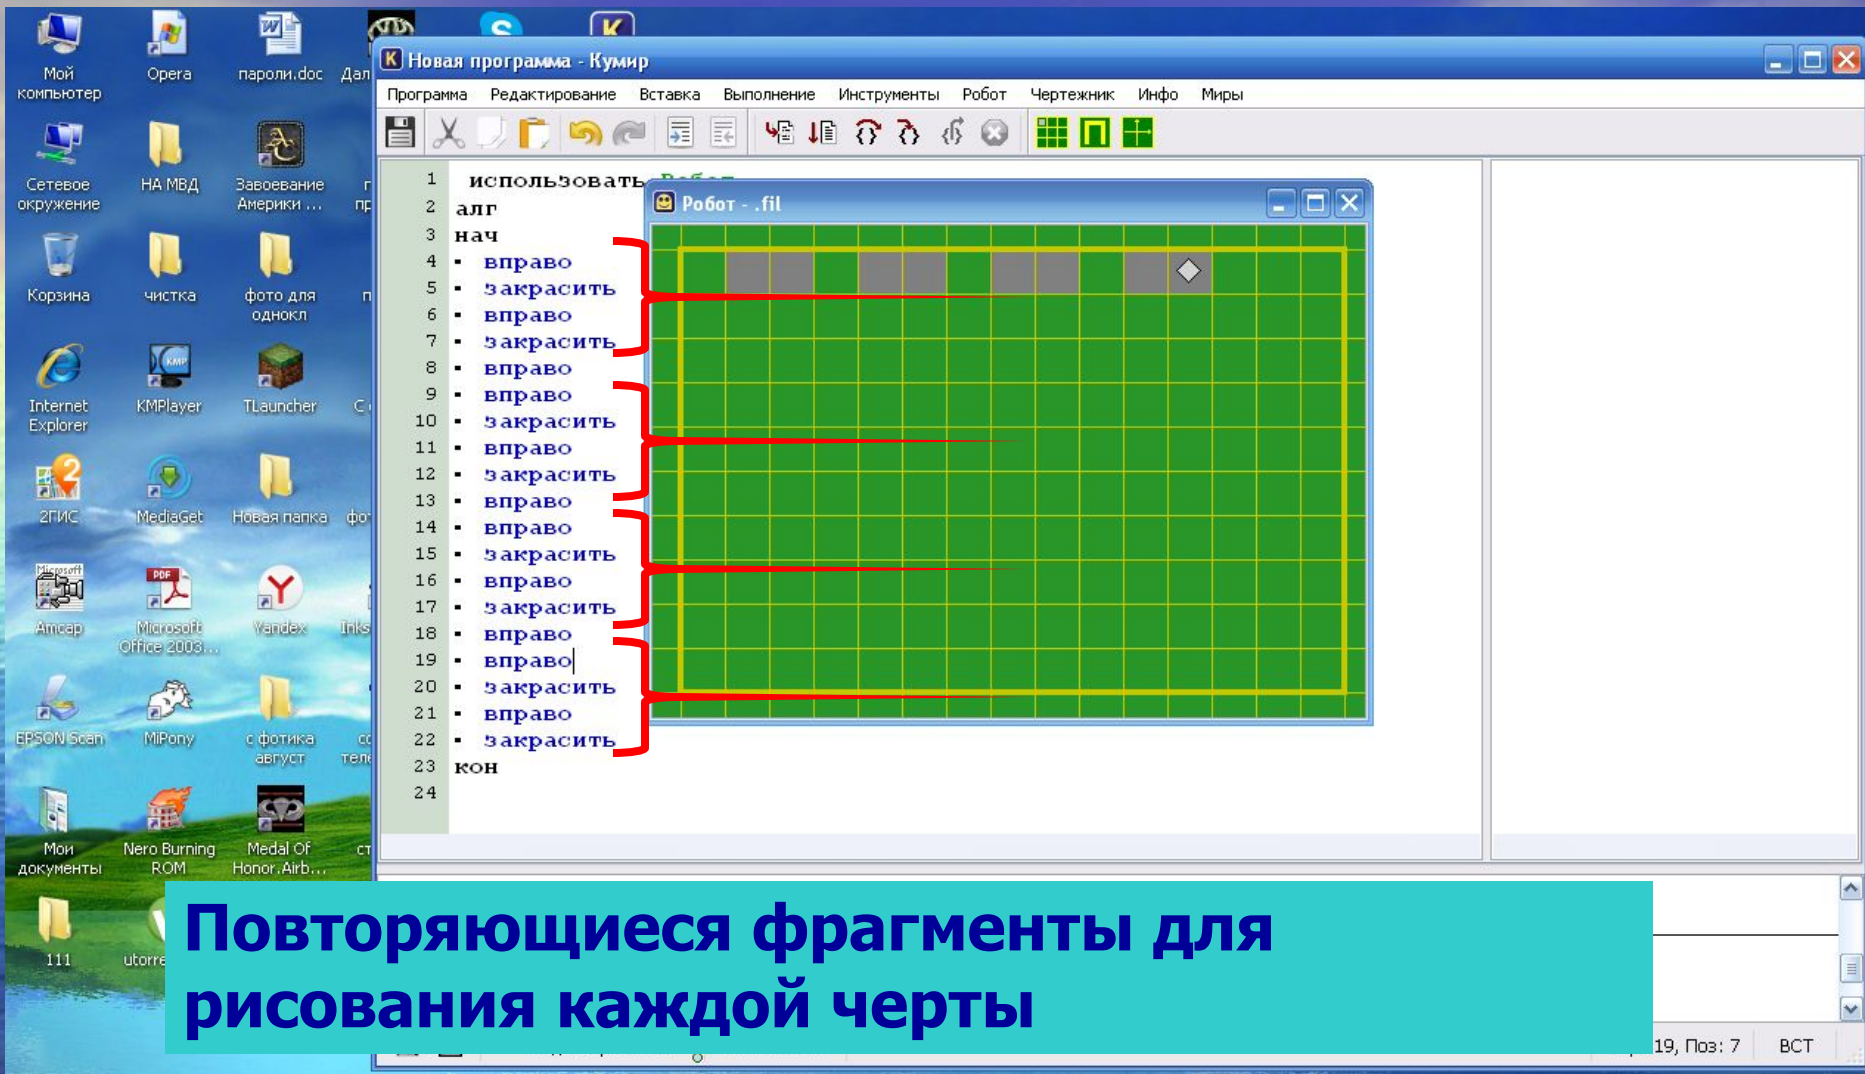 Мой
компьютер
Opera
пароли.doc
Сетевое
окружение
НА МВД
Завоевание
Америки ...
Корзина
чистка
фото для
однокл
Internet
Explorer
KMPlayer
TLauncher
2ГИС
MediaGet
Новая папка
Amcap
Microsoft
Office 2003...
Yandex
EPSON Scan
MiPony
с фотика
август
Мои
документы
Nero Burning
ROM
Medal Of
Honor.Airb...
111
Новая программа - Кумир
Программа Редактирование Вставка Выполнение Инструменты Робот Чертежник Инфо Миры
1 использовать Робот
2 алг
3 нач
4 вправо
5 закрасить
6 вправо
7 закрасить
8 вправо
9 вправо
10 закрасить
11 вправо
12 закрасить
13 вправо
14 вправо
15 закрасить
16 вправо
17 закрасить
18 вправо
19 вправо
20 закрасить
21 вправо
22 закрасить
23 кон
24
Робот - .fil
Повторяющиеся фрагменты для
рисования каждой черты
19, Поз: 7 ВСТ